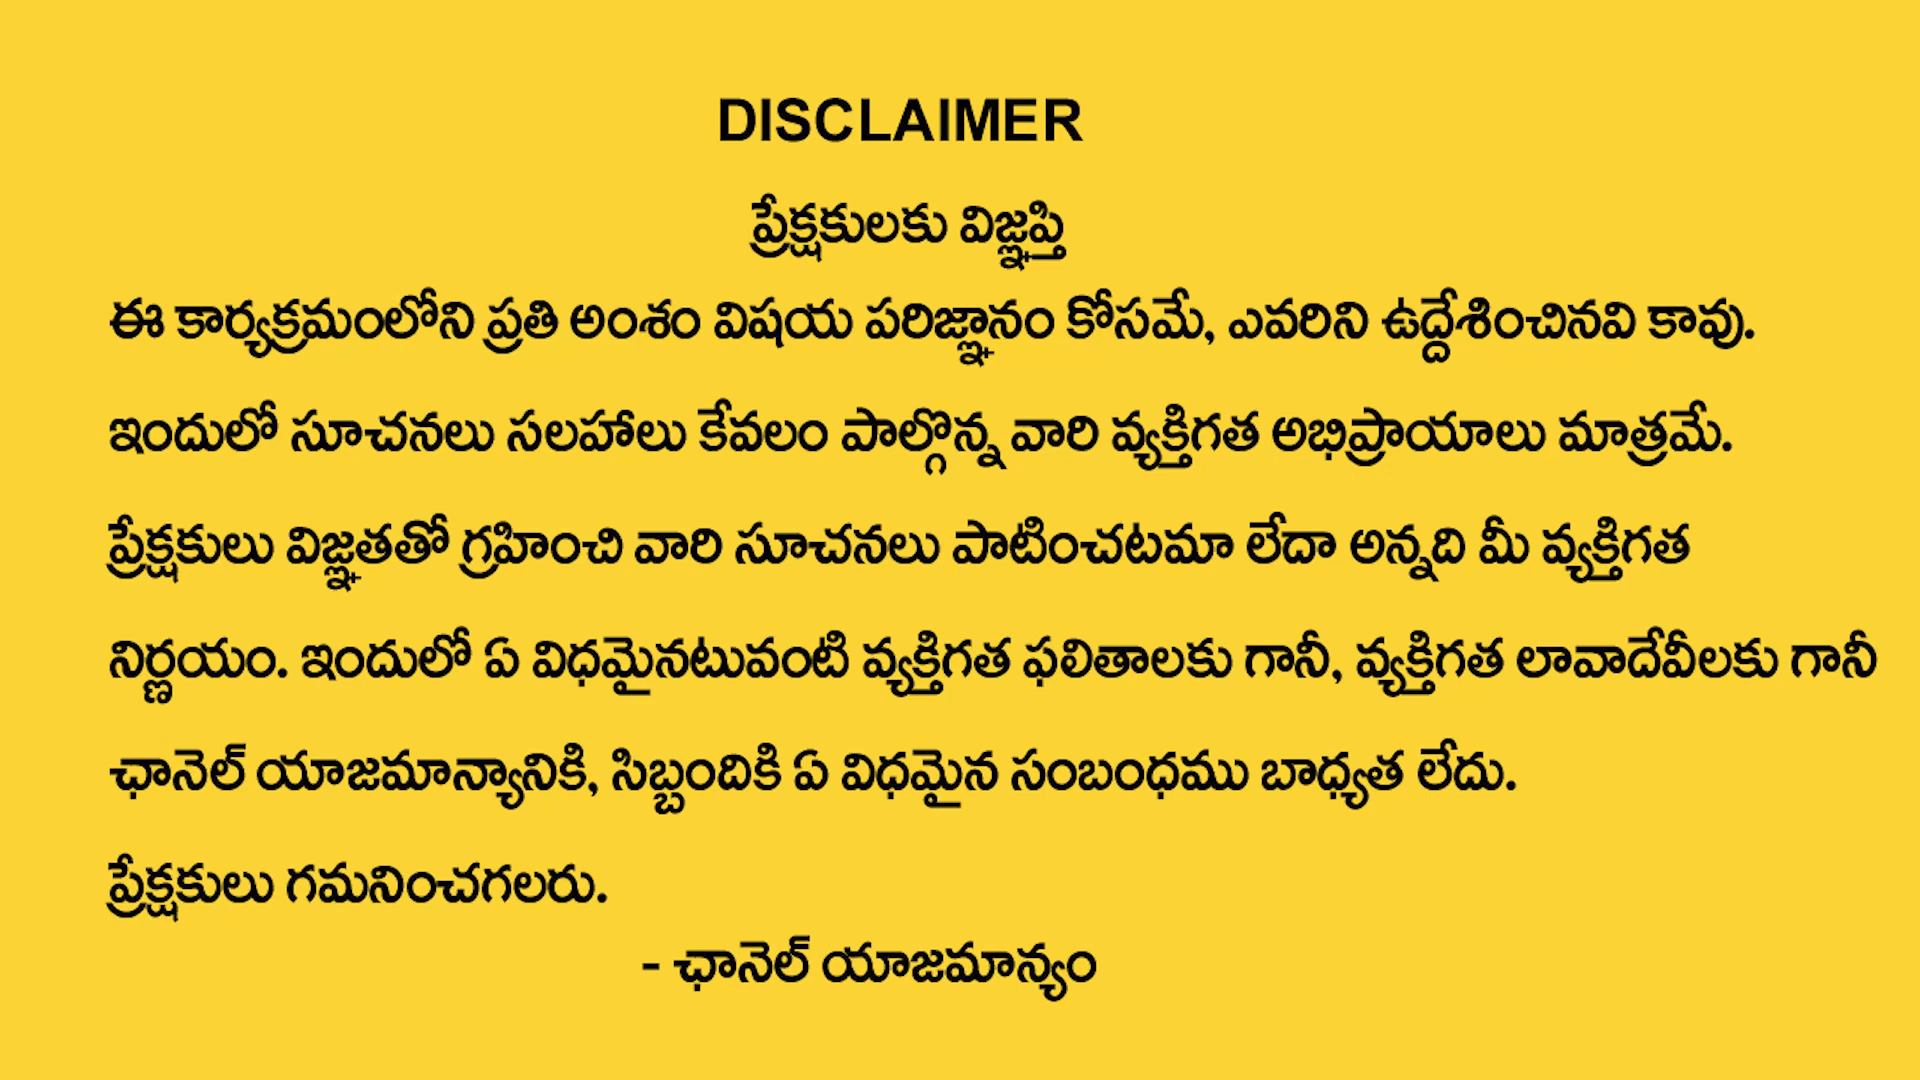 DISCLAIMER
ప్రేక్షకులకు విజ్ఞప్తి
ఈ కార్యక్రమంలోని ప్రతి అంశం విషయ పరిజ్ఞానం కోసమే, ఎవరిని ఉద్దేశించినవి కావు.
ఇందులో సూచనలు సలహాలు కేవలం పాల్గొన్న వారి వ్యక్తిగత అభిప్రాయాలు మాత్రమే.
ప్రేక్షకులు విజ్ఞతతో గ్రహించి వారి సూచనలు పాటించటమా లేదా అన్నది మీ వ్యక్తిగత
నిర్ణయం. ఇందులో ఏ విధమైనటువంటి వ్యక్తిగత ఫలితాలకు గానీ, వ్యక్తిగత లావాదేవీలకు గానీ
ఛానెల్ యాజమాన్యానికి, సిబ్బందికి ఏ విధమైన సంబంధము బాధ్యత లేదు.
ప్రేక్షకులు గమనించగలరు.
- ఛానెల్ యాజమాన్యం